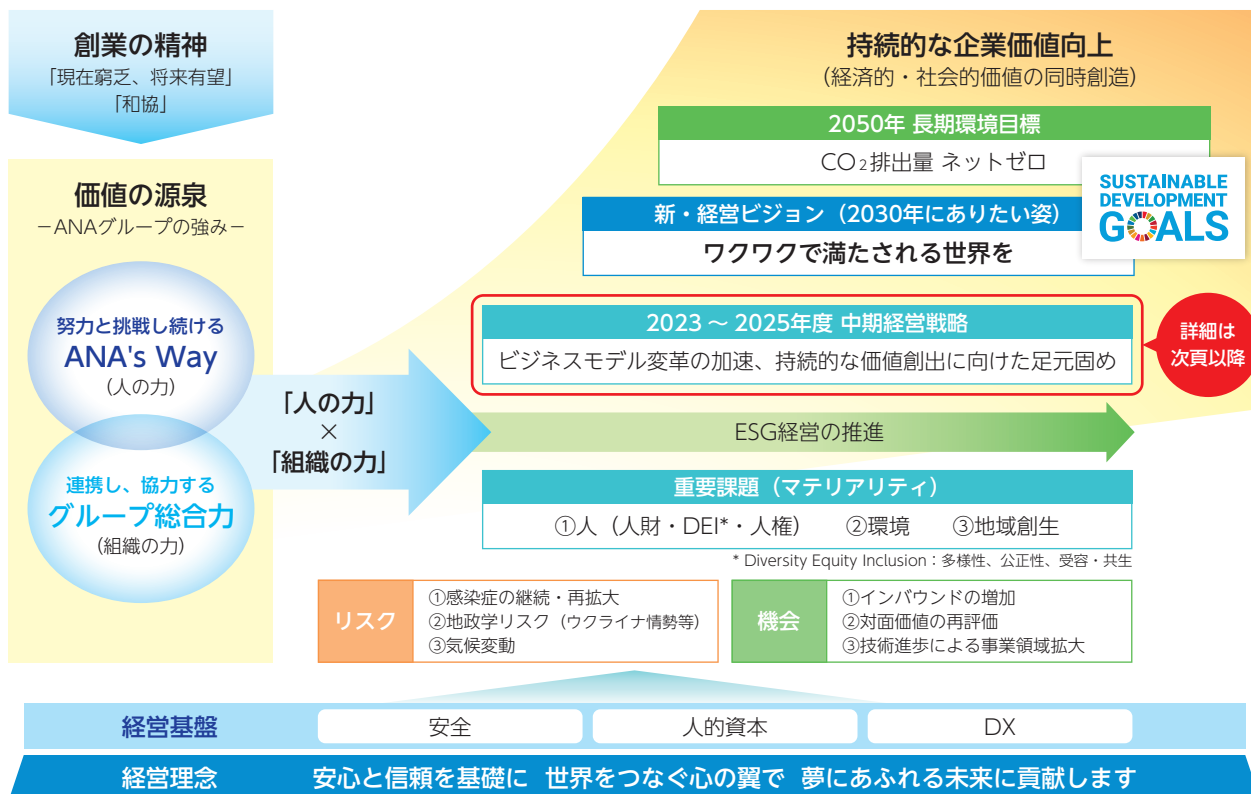 創業の精神
「現在窮乏、将来有望」
「和協」
価値の源泉
－ANAグループの強み－
努力と挑戦し続ける
ANA's Way
(人の力)
連携し、協力する
グループ総合力
(組織の力)
「人の力」
×
「組織の力」
持続的な企業価値向上
(経済的・社会的価値の同時創造)
2050年 長期環境目標
CO₂排出量 ネットゼロ
SUSTAINABLE
DEVELOPMENT
GOALS
新・経営ビジョン（2030年にありたい姿）
ワクワクで満たされる世界を
2023 ～ 2025年度 中期経営戦略
ビジネスモデル変革の加速、持続的な価値創出に向けた足元固め
詳細は
次頁以降
ESG経営の推進
重要課題（マテリアリティ）
①人（人財・DEI*・人権） ②環境 ③地域創生
* Diversity Equity Inclusion：多様性、公正性、受容・共生
リスク
①感染症の継続・再拡大
②地政学リスク（ウクライナ情勢等）
③気候変動
機会
①インバウンドの増加
②対面価値の再評価
③技術進歩による事業領域拡大
経営基盤 安全 人的資本 DX
経営理念 安心と信頼を基礎に 世界をつなぐ心の翼で 夢にあふれる未来に貢献します